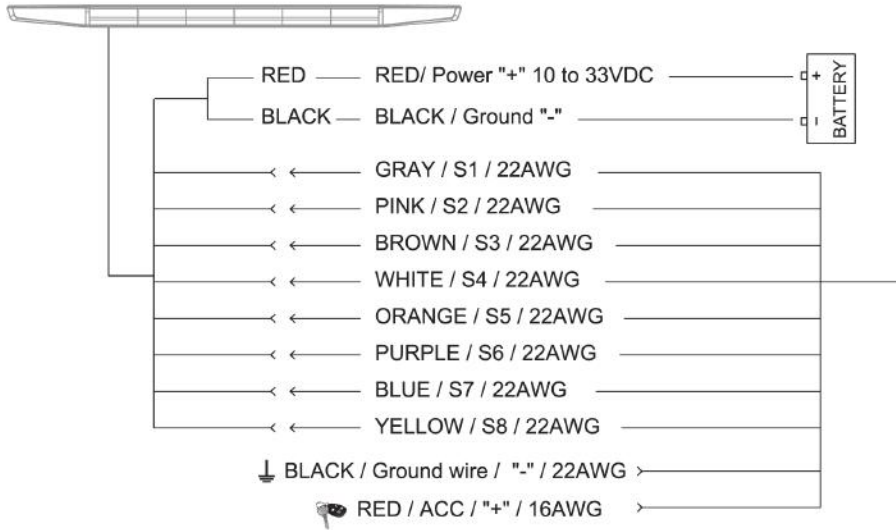 RED RED/ Power "+" 10 to 33VDC
BLACK BLACK / Ground "-"
+
-
BATTERY
GRAY / S1 / 22AWG
PINK / S2 / 22AWG
BROWN / S3 / 22AWG
WHITE / S4 / 22AWG
ORANGE / S5 / 22AWG
PURPLE / S6 / 22AWG
BLUE / S7 / 22AWG
YELLOW / S8 / 22AWG
BLACK / Ground wire / "-" / 22AWG
RED / ACC / "+" / 16AWG